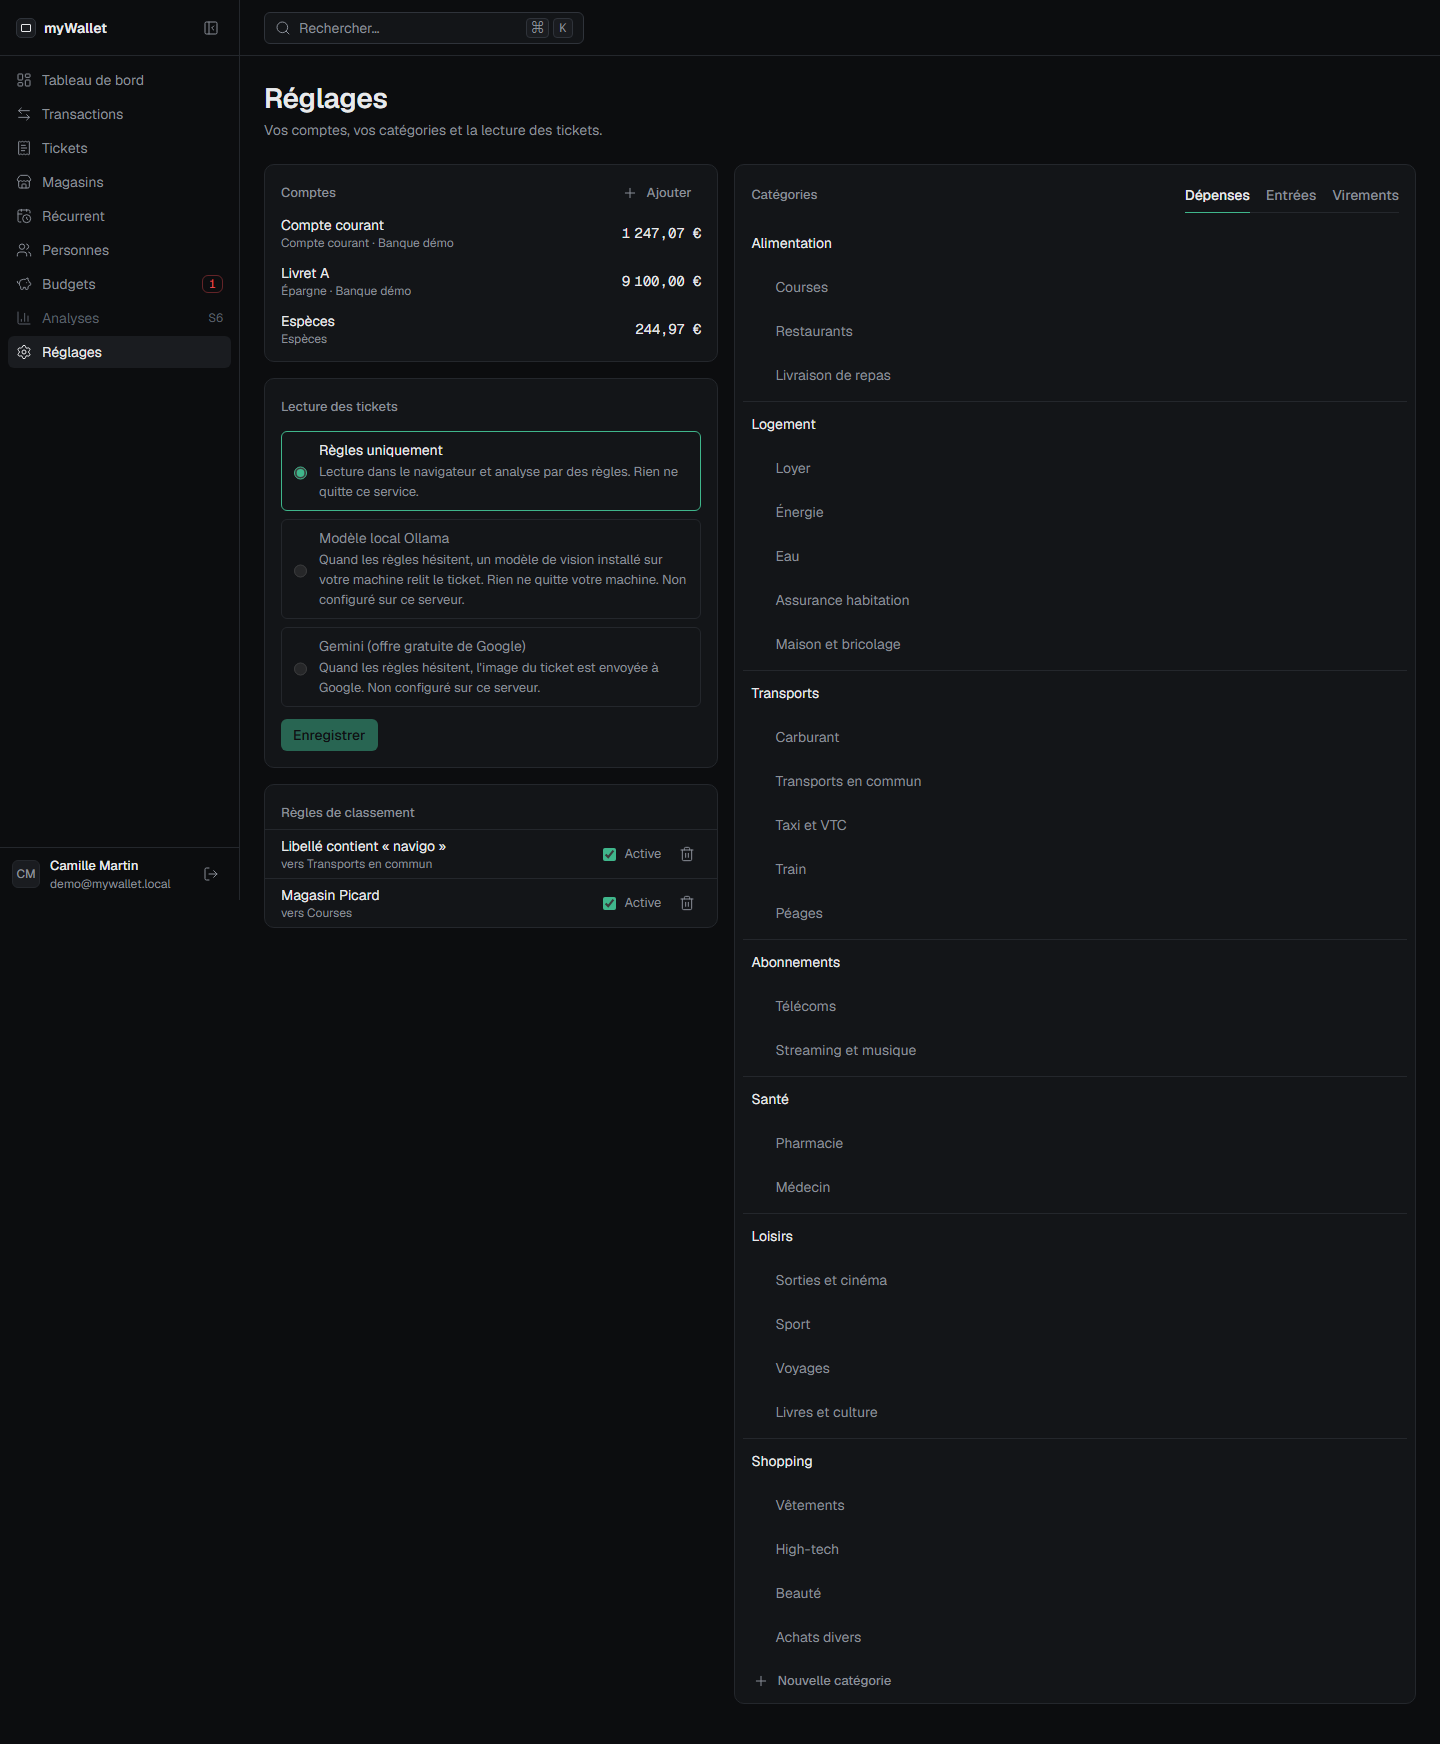 myWallet
Rechercher…
⌘ K
Tableau de bord
Transactions
Tickets
Magasins
Récurrent
Personnes
Budgets 1
Analyses S6
Réglages
CM
Camille Martin
demo@mywallet.local
Réglages
Vos comptes, vos catégories et la lecture des tickets.
Comptes
Ajouter
Compte courant
Compte courant · Banque démo
1 247,07 €
Livret A
Épargne · Banque démo
9 100,00 €
Espèces
Espèces
244,97 €
Lecture des tickets
Règles uniquement
Lecture dans le navigateur et analyse par des règles. Rien ne
quitte ce service.
Modèle local Ollama
Quand les règles hésitent, un modèle de vision installé sur
votre machine relit le ticket. Rien ne quitte votre machine. Non
configuré sur ce serveur.
Gemini (offre gratuite de Google)
Quand les règles hésitent, l'image du ticket est envoyée à
Google. Non configuré sur ce serveur.
Enregistrer
Règles de classement
Libellé contient « navigo »
vers Transports en commun
Active
Magasin Picard
vers Courses
Active
Catégories
Dépenses Entrées Virements
Alimentation
Courses
Restaurants
Livraison de repas
Logement
Loyer
Énergie
Eau
Assurance habitation
Maison et bricolage
Transports
Carburant
Transports en commun
Taxi et VTC
Train
Péages
Abonnements
Télécoms
Streaming et musique
Santé
Pharmacie
Médecin
Loisirs
Sorties et cinéma
Sport
Voyages
Livres et culture
Shopping
Vêtements
High-tech
Beauté
Achats divers
Nouvelle catégorie